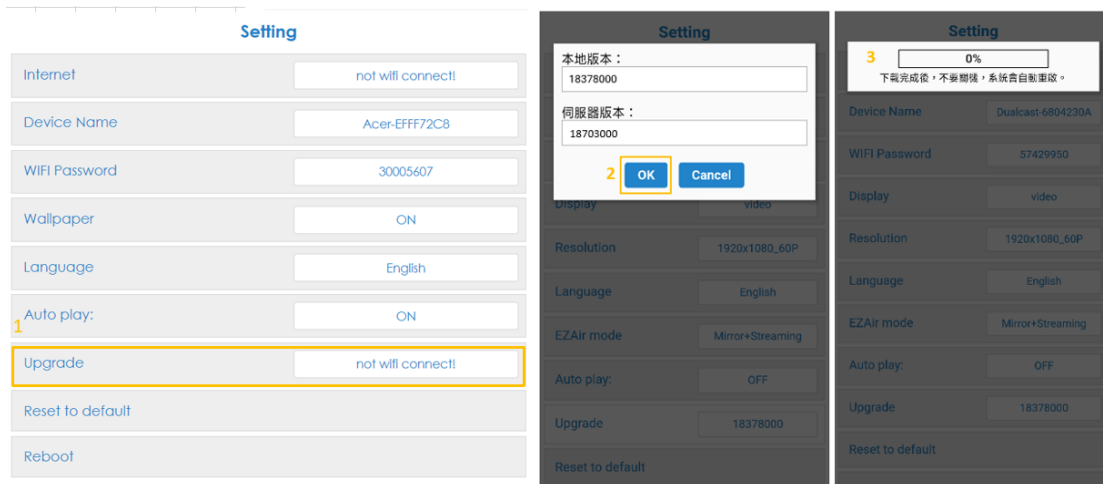 Setting
Internet
not wifi connect!
Device Name
Acer-EFFF72C8
WIFI Password
30005607
Wallpaper
ON
Language
English
Auto play:
ON
1
Upgrade
not wifi connect!
Reset to default
Reboot
Setting
本地版本：
18378000
伺服器版本：
18703000
2
OK
Cancel
Display
video
Resolution
1920x1080_60P
Language
English
EZAir mode
Mirror+Streaming
Auto play:
OFF
Upgrade
18378000
Reset to default
Setting
3
0%
下載完成後，不要關機，系統會自動重啟。
Device Name
Dualcast-6804230A
WIFI Password
57429950
Display
video
Resolution
1920x1080_60P
Language
English
EZAir mode
Mirror+Streaming
Auto play:
OFF
Upgrade
18378000
Reset to default